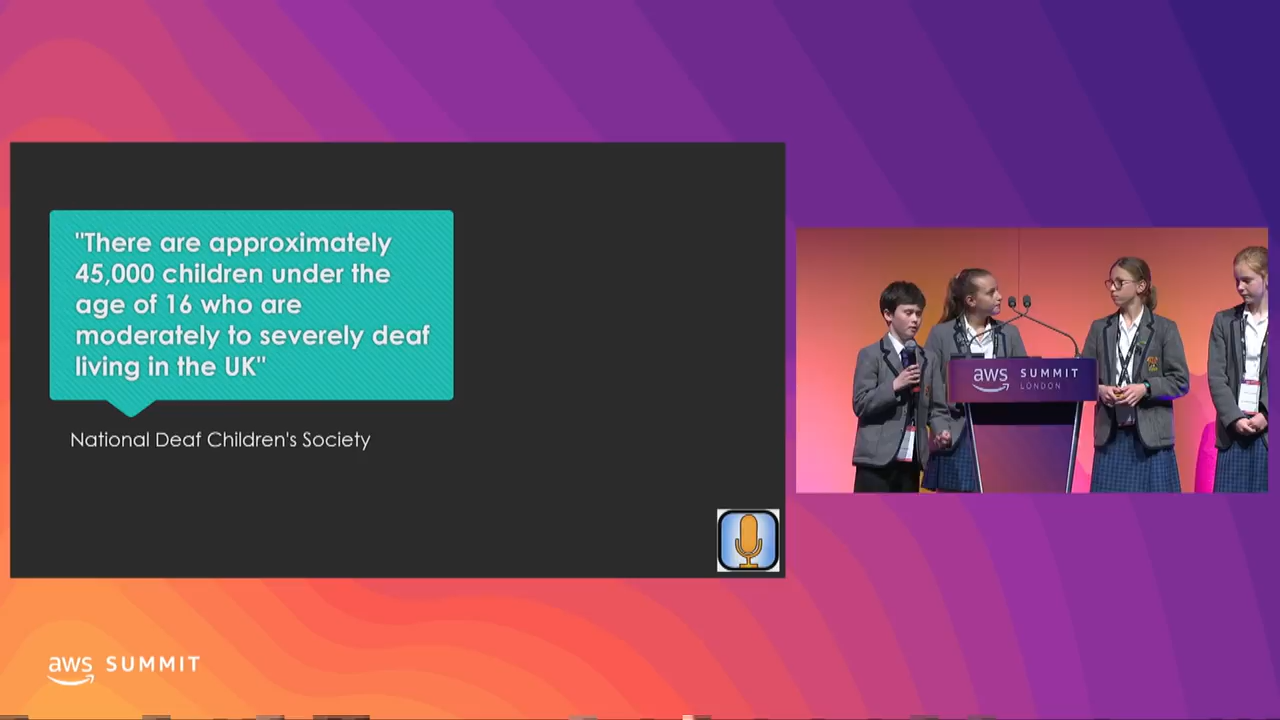 "There are approximately
45,000 children under the
age of 16 who are
moderately to severely deaf
living in the UK"
National Deaf Children's Society
aws SUMMIT
LONDON
aws SUMMIT